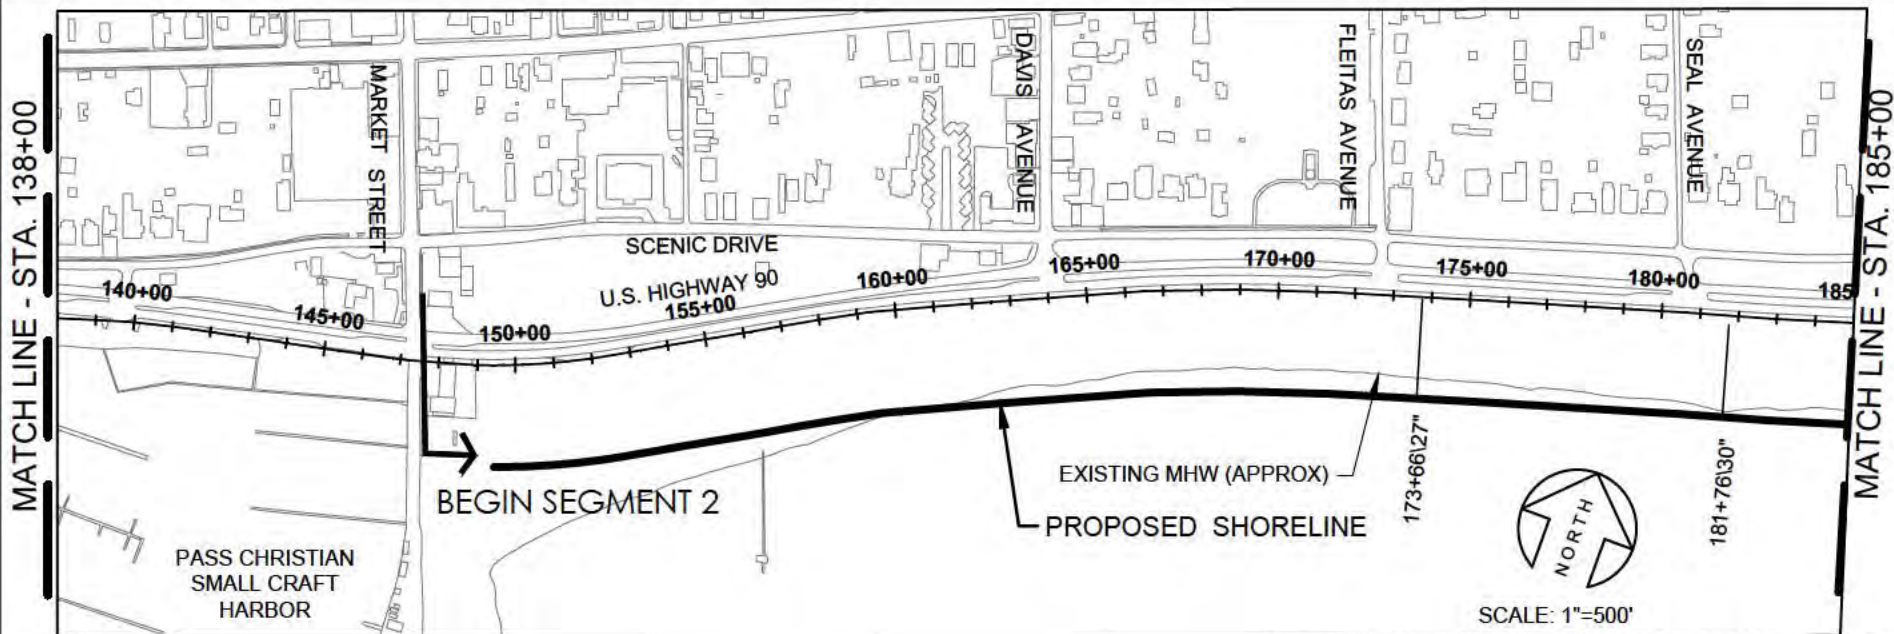 MATCH LINE - STA. 138+00
MARKET STREET
DAVIS AVENUE
FLEITAS AVENUE
SEAL AVENUE
MATCH LINE - STA. 185+00
SCENIC DRIVE
U.S. HIGHWAY 90
140+00
145+00
150+00
155+00
160+00
165+00
170+00
175+00
180+00
185
BEGIN SEGMENT 2
EXISTING MHW (APPROX)
PROPOSED SHORELINE
173+66\27"
181+76\30"
PASS CHRISTIAN
SMALL CRAFT
HARBOR
NORTH
SCALE: 1"=500'